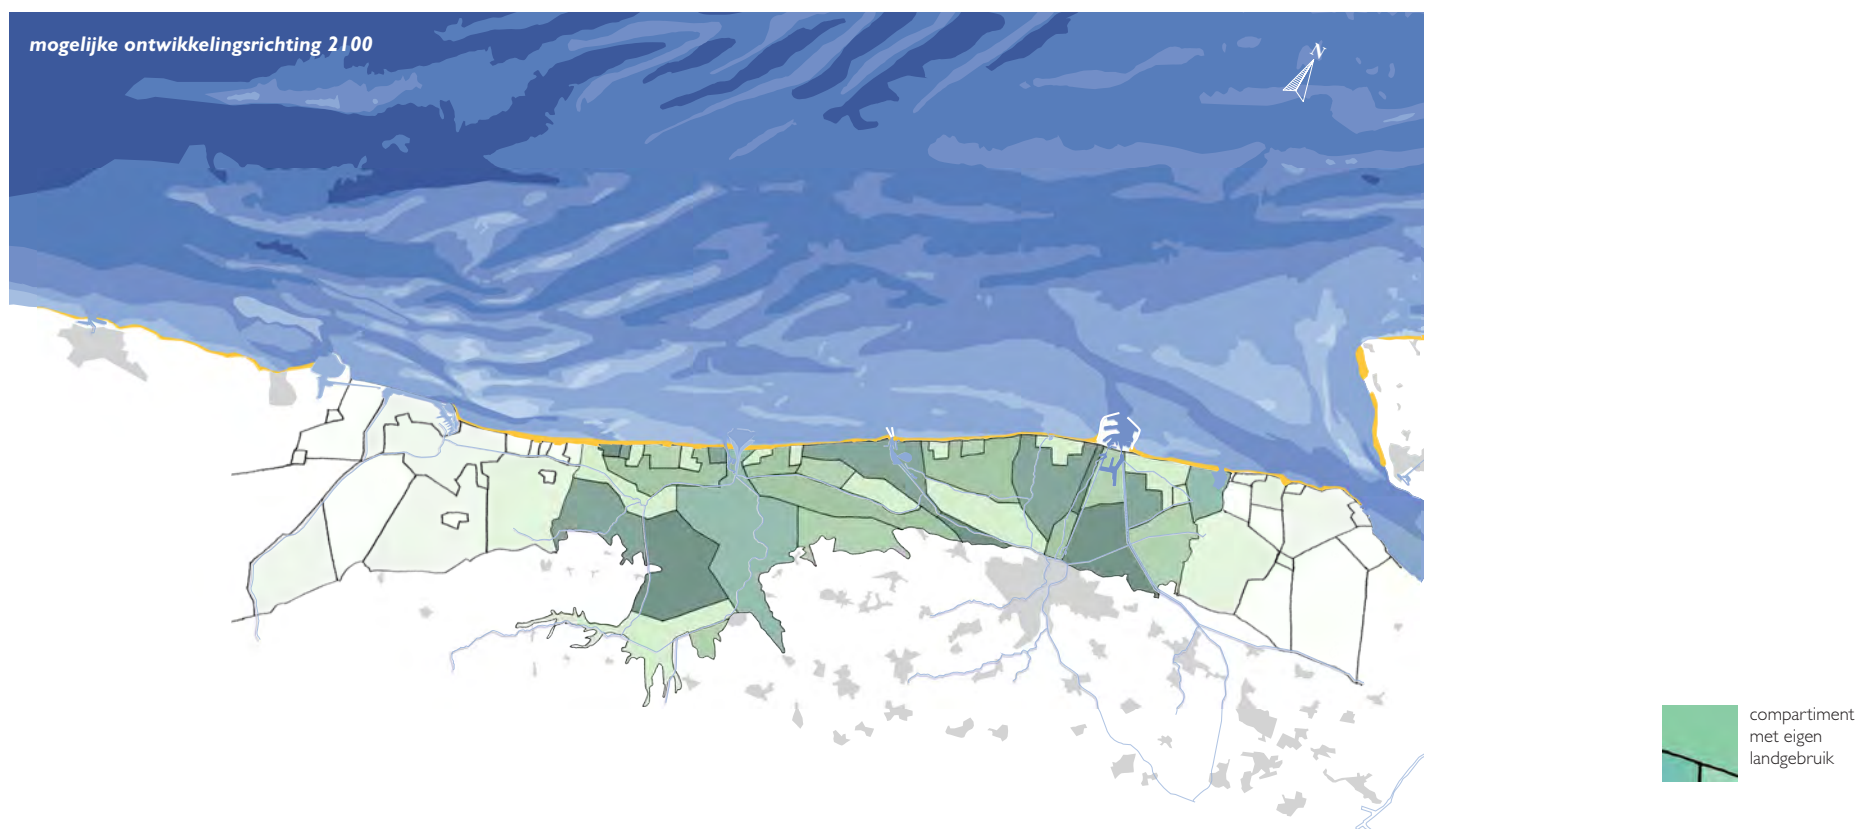 mogelijke ontwikkelingsrichting 2100
N
compartiment
met eigen
landgebruik